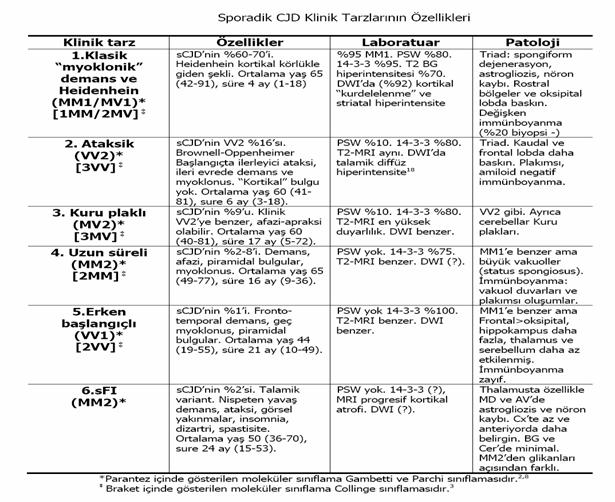 Sporadik CJD Klinik Tarzlarının Özellikleri
Klinik tarz
Özellikler
Laboratuar
Patoloji
1.Klasik
“myoklonik”
demans ve
Heidenhein
(MM1/MV1)*
[1MM/2MV]‡
sCJD’nin %60-70’i.
Heidenhein kortikal körlükle
giden şekli. Ortalama yaş 65
(42-91), süre 4 ay (1-18)
%95 MM1. PSW %80.
14-3-3 %95. T2 BG
hiperintensitesi %70.
DWI’da (%92) kortikal
“kurdelelenme” ve
striatal hiperintensite
Triad: spongiform
dejenerasyon,
astrogliozis, nöron
kaybı. Rostral
bölgeler ve oksipital
lobda baskın.
Değişken
immünboyanma
(%20 biyopsi -)
2. Ataksik
(VV2)*
[3VV]‡
sCJD’nin VV2 %16’sı.
Brownell-Oppenheimer
Başlangıçta ilerleyici ataksi,
ileri evrede demans ve
myoklonus. “Kortikal” bulgu
yok. Ortalama yaş 60 (41-
81), sure 6 ay (3-18).
PSW %10. 14-3-3 %80.
T2-MRI aynı. DWI’da
talamik diffüz
hiperintensite18
Triad. Kaudal ve
frontal lobda daha
baskın. Plakımsı,
amiloid negatif
immünboyanma.
3. Kuru plaklı
(MV2)*
[3MV]‡
sCJD’nin %9’u. Klinik
VV2’ye benzer, afazi-apraksi
olabilir. Ortalama yaş 60
(40-81), süre 17 ay (5-72).
PSW %10. 14-3-3 %80.
T2-MRI en yüksek
duyarlılık. DWI benzer.
VV2 gibi. Ayrıca
cerebellar Kuru
plakları.
4. Uzun süreli
(MM2)*
[2MM]‡
sCJD’nin %2-8’i. Demans,
afazi, piramidal bulgular,
myoklonus. Ortalama yaş 65
(49-77), süre 16 ay (9-36).
PSW yok. 14-3-3 %75.
T2-MRI benzer. DWI (?).
MM1’e benzer ama
büyük vakuoller
(status spongiosus).
İmmünboyanma:
vakuol duvarları ve
plakımsı oluşumlar.
5.Erken
başlangıçlı
(VV1)*
[2VV]‡
sCJD’nin %1’i. Fronto-
temporal demans, geç
myoklonus, piramidal
bulgular. Ortalama yaş 44
(19-55), süre 21 ay (10-49).
PSW yok 14-3-3 %100.
T2-MRI benzer. DWI
benzer.
MM1’e benzer ama
Frontal>oksipital,
hippokampus daha
fazla, thalamus ve
serebellum daha az
etkilenmiş.
İmmünboyanma
zayıf.
6.sFI
(MM2)*
sCJD’nin %2’si. Talamik
variant. Nispeten yavaş
demans, ataksi, görsel
yakınmalar, insomnia,
dizartri, spastisite.
Ortalama yaş 50 (36-70),
sure 24 ay (15-53).
PSW yok. 14-3-3 (?),
MRI progresif kortikal
atrofi. DWI (?).
Thalamusta özellikle
MD ve AV’de
astrogliozis ve nöron
kaybı. Cx’te az ve
anteriyorda daha
belirgin. BG ve
Cer’de minimal.
MM2’den glikanları
açısından farklı.
*Parantez içinde gösterilen moleküler sınıflama Gambetti ve Parchi sınıflamasıdır.2,8
‡ Braket içinde gösterilen moleküler sınıflama Collinge sınıflamasıdır.3